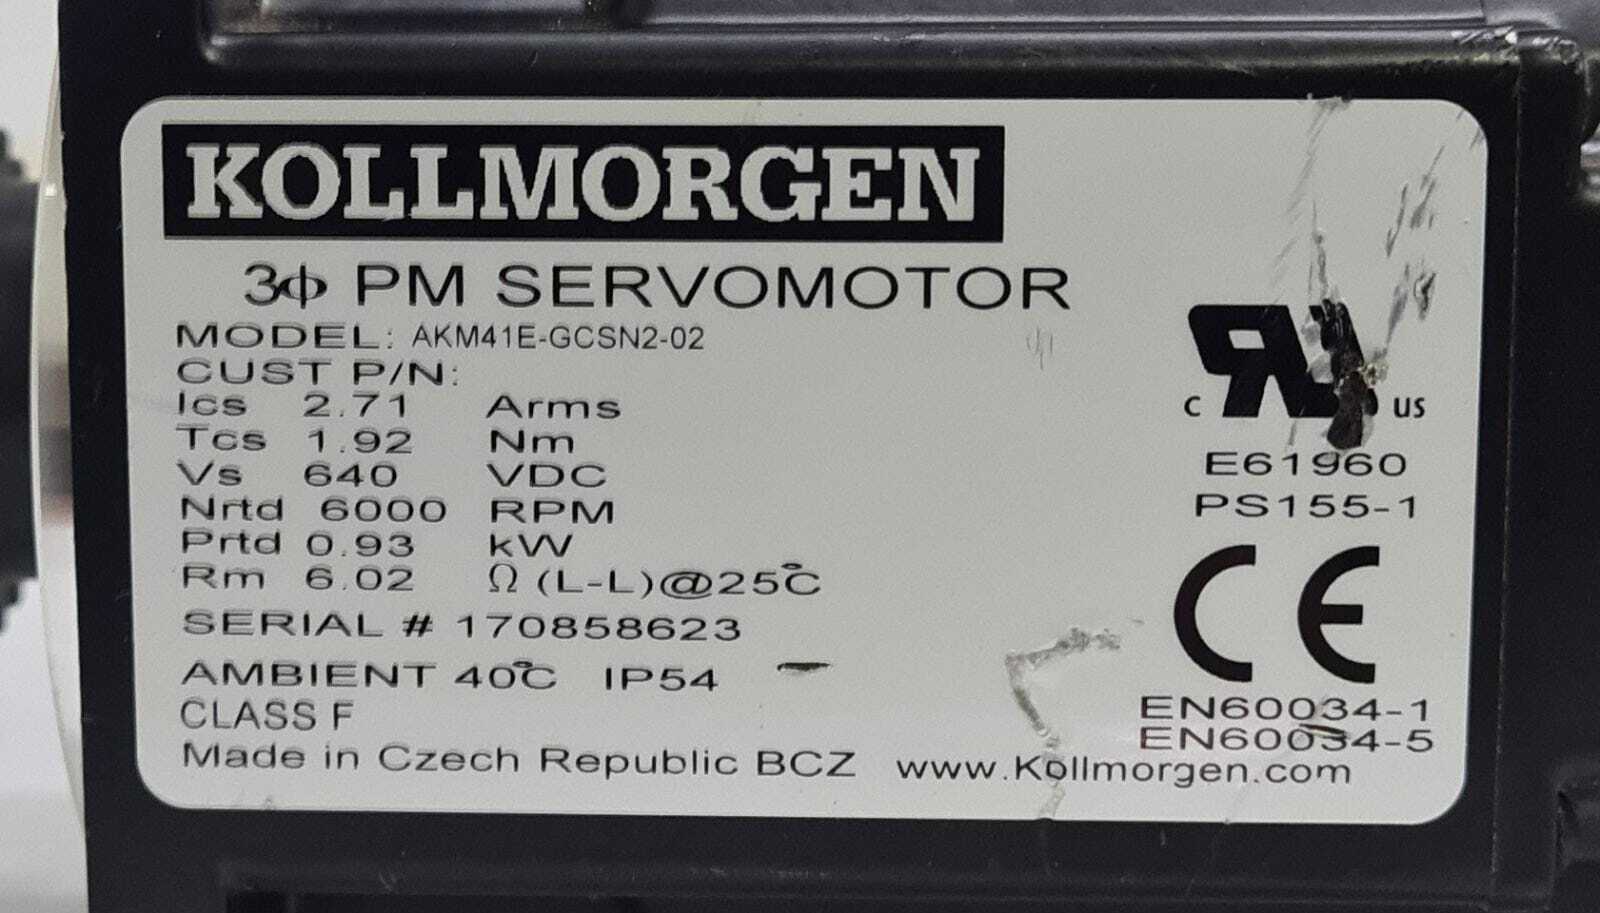 KOLLMORGEN
3ϕ PM SERVOMOTOR
MODEL: AKM41E-GCSN2-02
CUST P/N:
Ics 2.71 Arms
Tcs 1.92 Nm
Vs 640 VDC
Nrtd 6000 RPM
Prtd 0.93 kW
Rm 6.02 Ω (L-L)@25°C
SERIAL # 170858623
AMBIENT 40°C IP54
CLASS F
Made in Czech Republic BCZ www.Kollmorgen.com
c RU us
E61960
PS155-1
CE
EN60034-1
EN60034-5